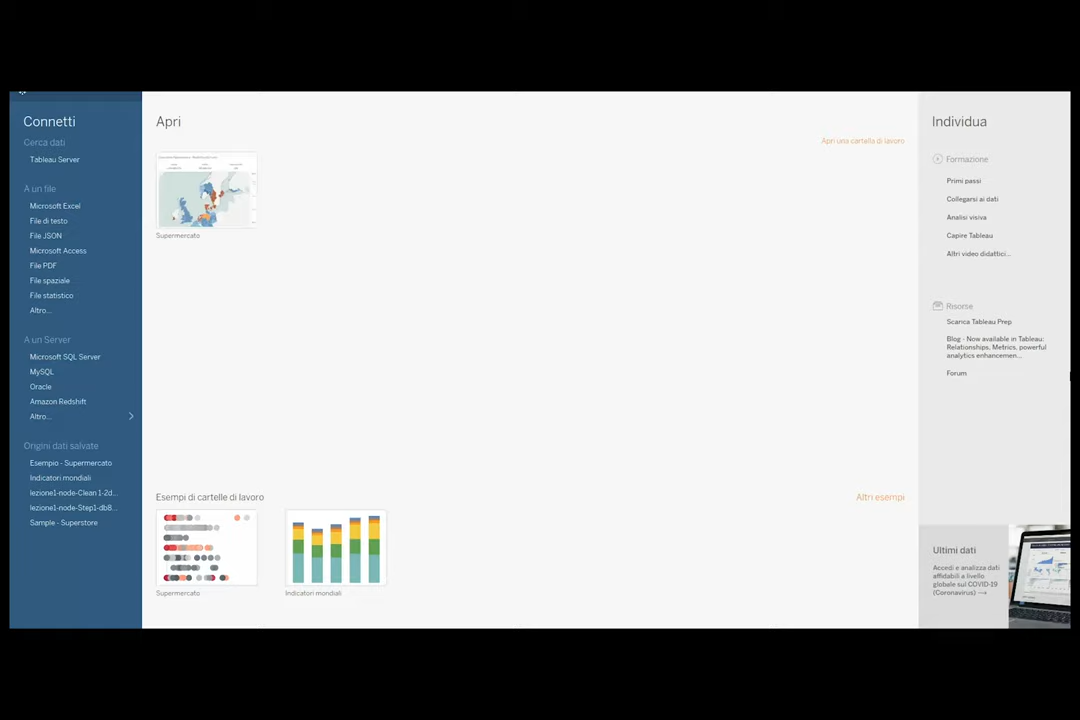 Connetti
Cerca dati
Tableau Server
A un file
Microsoft Excel
File di testo
File JSON
Microsoft Access
File PDF
File spaziale
File statistico
Altro...
A un Server
Microsoft SQL Server
MySQL
Oracle
Amazon Redshift
Altro...
Origini dati salvate
Esempio - Supermercato
Indicatori mondiali
lezione1-node-Clean 1-2d...
lezione1-node-Step1-db8...
Sample - Superstore
Apri
Apri una cartella di lavoro
Supermercato
Esempi di cartelle di lavoro
Altri esempi
Supermercato
Indicatori mondiali
Individua
Formazione
Primi passi
Collegarsi ai dati
Analisi visiva
Capire Tableau
Altri video didattici...
Risorse
Scarica Tableau Prep
Blog - Now available in Tableau:
Relationships, Metrics, powerful
analytics enhancemen...
Forum
Ultimi dati
Accedi e analizza dati
affidabili a livello
globale sul COVID-19
(Coronavirus) →